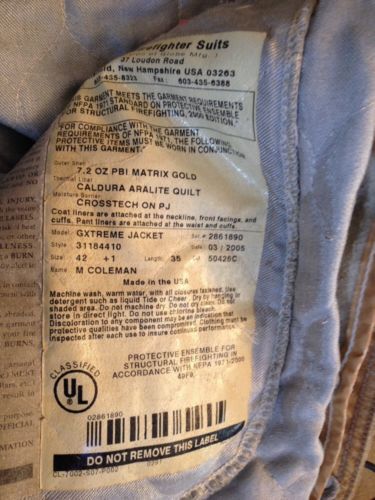 refighter Suits
37 Loudon Road
rd, New Hampshire USA 03263
603-435-8323 Fax 603-435-6388
THIS GARMENT MEETS THE GARMENT REQUIREMENTS
OF NFPA 1971 STANDARD ON PROTECTIVE ENSEMBLE
FOR STRUCTURAL FIREFIGHTING, 2000 EDITION.
FOR COMPLIANCE WITH THE GARMENT
REQUIREMENTS OF NFPA 1971, THE FOLLOWING
PROTECTIVE ITEMS MUST BE WORN IN CONJUNCTION
WITH THIS GARMENT:
Outer Shell
7.2 OZ PBI MATRIX GOLD
Thermal Liner
CALDURA ARALITE QUILT
Moisture Barrier
CROSSTECH ON PJ
Coat liners are attached at the neckline, front facings, and
cuffs. Pant liners are attached at the waist and cuffs.
Model GXTREME JACKET Ser# 2861890
Style 31184410 Date 03 / 2005
Size 42 +1 Length: 35 50426C
Name M COLEMAN
Made in the USA
Machine wash, warm water, with all closures fastened. Use
detergent such as liquid Tide or Cheer. Dry by hanging in
shaded area. Do not machine dry. Do not dry clean. Do not
store in direct light. Do not use chlorine bleach.
Discoloration to any component may be an indication that
protective qualities have been compromised. Clothing must be
inspected after each use to insure continued performance.
CLASSIFIED
UL
PROTECTIVE ENSEMBLE FOR
STRUCTURAL FIREFIGHTING IN
ACCORDANCE WITH NFPA 1971-2000
49F9
02861890
DO NOT REMOVE THIS LABEL